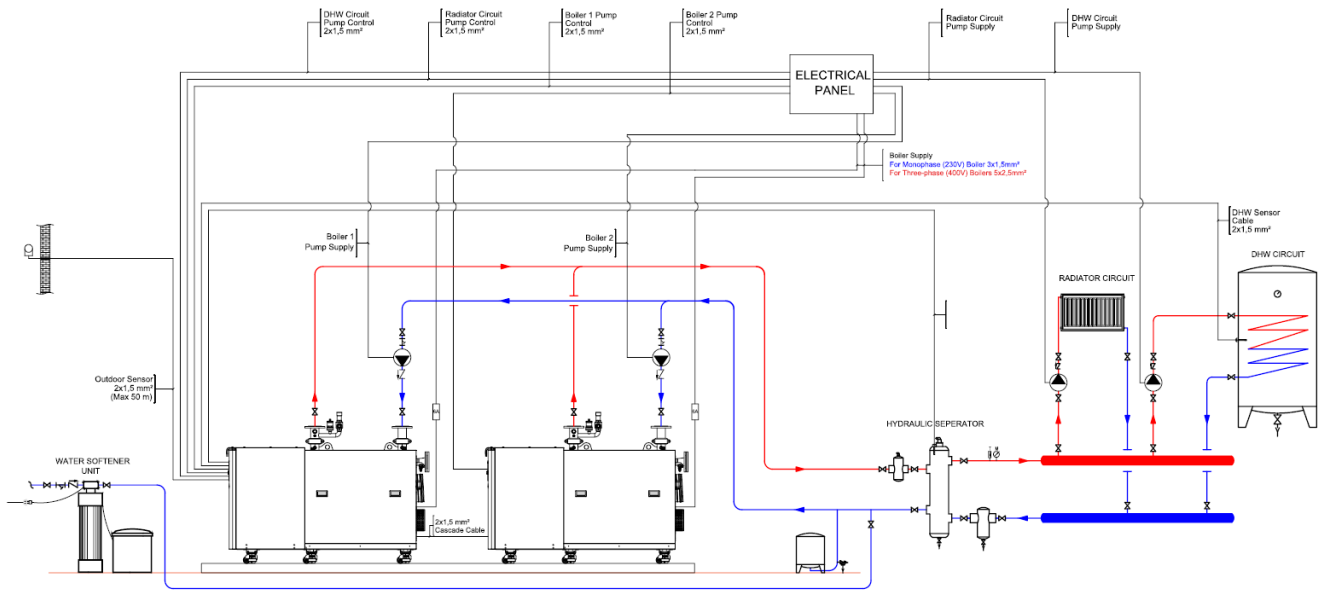 DHW Circuit
Pump Control
2x1,5 mm²
Radiator Circuit
Pump Control
2x1,5 mm²
Boiler 1 Pump
Control
2x1,5 mm²
Boiler 2 Pump
Control
2x1,5 mm²
Radiator Circuit
Pump Supply
DHW Circuit
Pump Supply
ELECTRICAL
PANEL
Boiler Supply
For Monophase (230V) Boiler 3x1,5mm²
For Three-phase (400V) Boilers 5x2,5mm²
DHW Sensor
Cable
2x1,5 mm²
Boiler 1
Pump Supply
Boiler 2
Pump Supply
DHW CIRCUIT
RADIATOR CIRCUIT
Outdoor Sensor
2x1,5 mm²
(Max 50 m)
6A
6A
HYDRAULIC SEPERATOR
WATER SOFTENER
UNIT
2x1,5 mm²
Cascade Cable